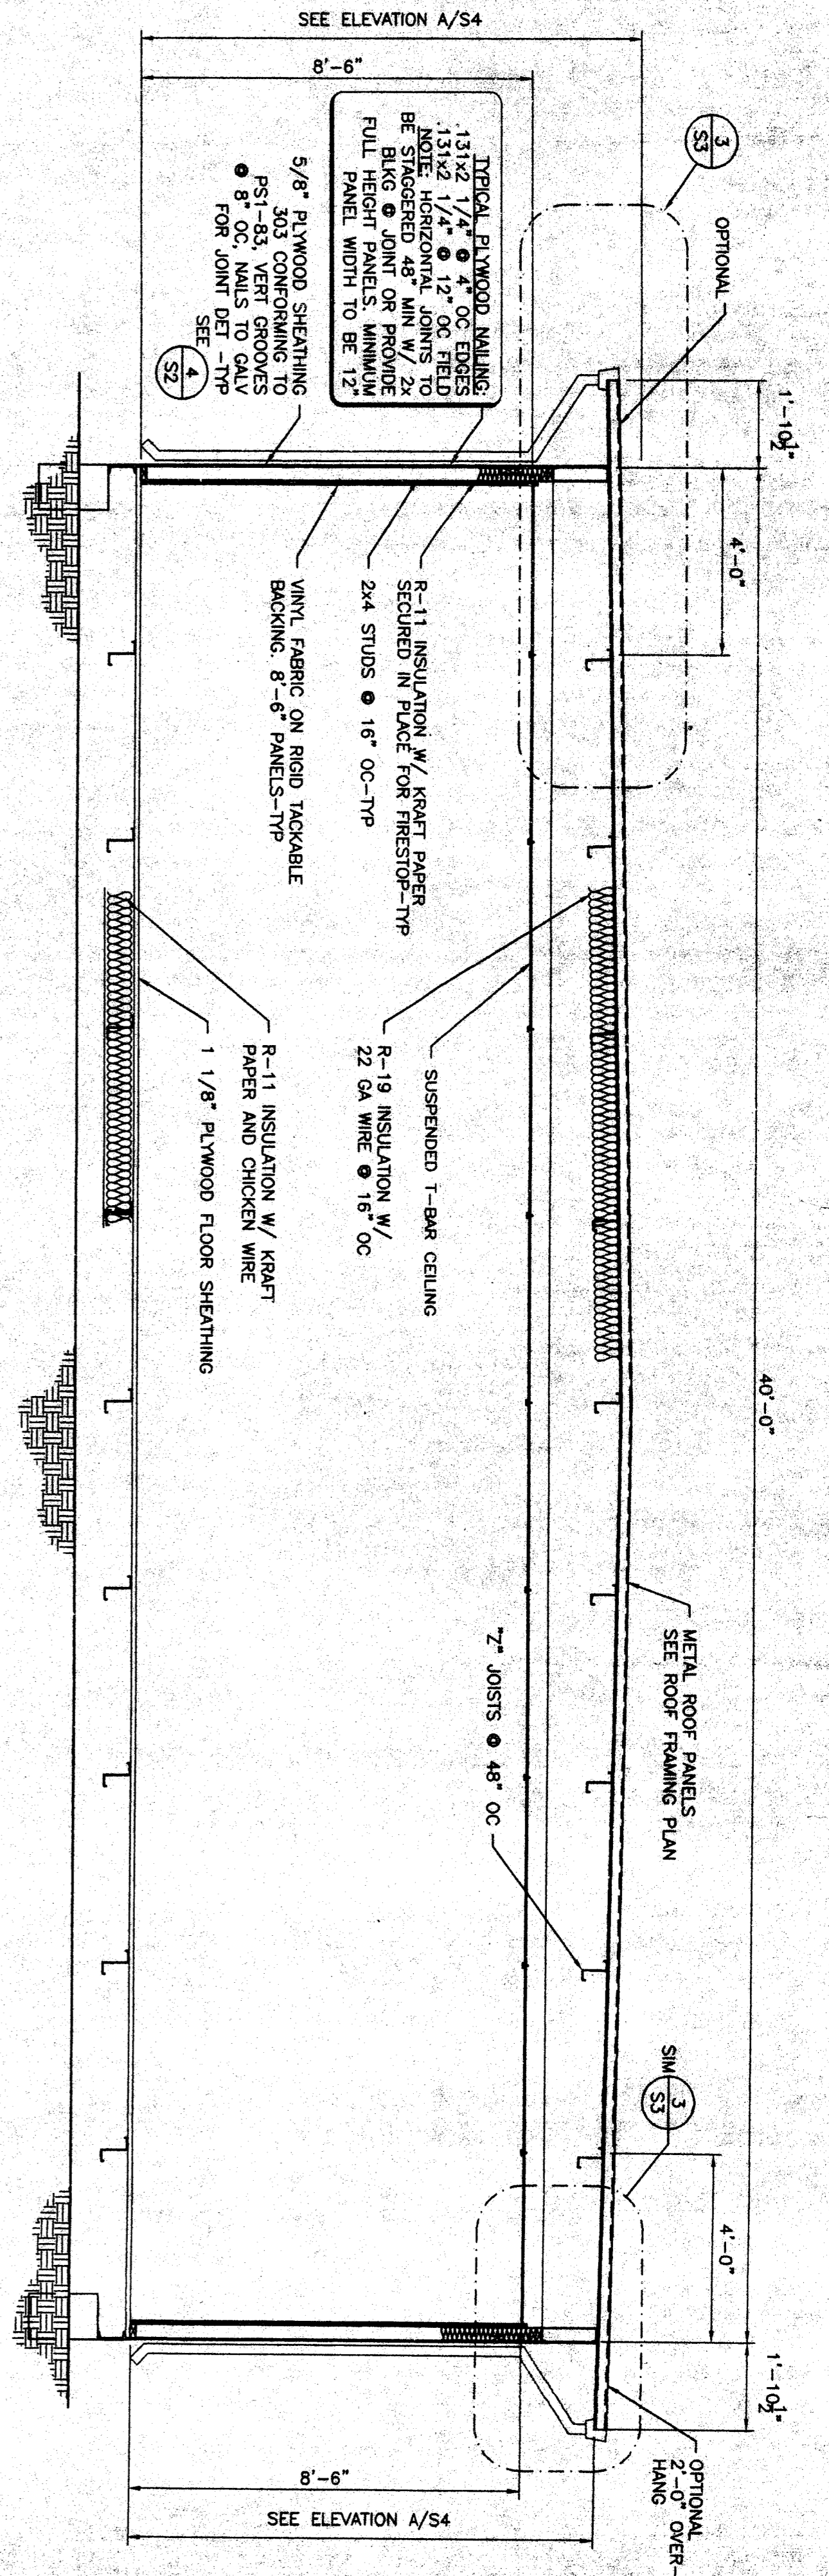 SEE ELEVATION A/S4
8'-6"
3
S3
OPTIONAL
1'-10½"
4'-0"
40'-0"
TYPICAL PLYWOOD NAILING:
.131x2 1/4" @ 4" OC EDGES
.131x2 1/4" @ 12" OC FIELD
NOTE: HORIZONTAL JOINTS TO
BE STAGGERED 48" MIN W/ 2x
BLKG @ JOINT OR PROVIDE
FULL HEIGHT PANELS. MINIMUM
PANEL WIDTH TO BE 12"
5/8" PLYWOOD SHEATHING
303 CONFORMING TO
PS1-83, VERT GROOVES
@ 8" OC, NAILS TO GALV
FOR JOINT DET -TYP
SEE
4
S2
R-11 INSULATION W/ KRAFT PAPER
SECURED IN PLACE FOR FIRESTOP-TYP
2x4 STUDS @ 16" OC-TYP
VINYL FABRIC ON RIGID TACKABLE
BACKING. 8'-6" PANELS-TYP
SUSPENDED T-BAR CEILING
R-19 INSULATION W/
22 GA WIRE @ 16" OC
R-11 INSULATION W/ KRAFT
PAPER AND CHICKEN WIRE
1 1/8" PLYWOOD FLOOR SHEATHING
METAL ROOF PANELS
SEE ROOF FRAMING PLAN
"Z" JOISTS @ 48" OC
SIM
3
S3
4'-0"
1'-10½"
OPTIONAL
2'-0" OVER-
HANG
8'-6"
SEE ELEVATION A/S4